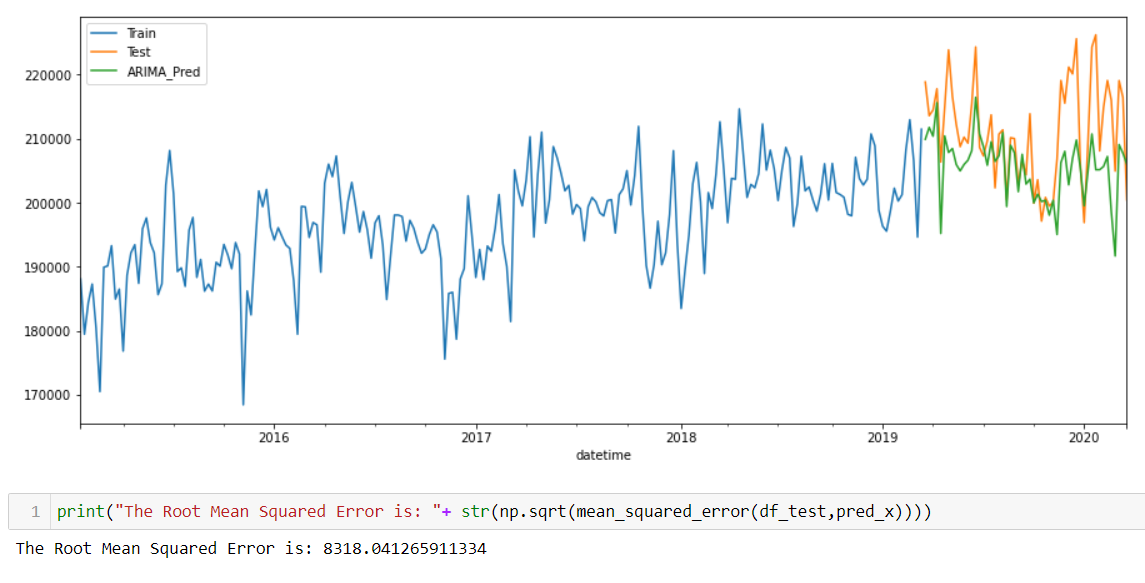 Train
Test
ARIMA_Pred
220000
210000
200000
190000
180000
170000
2016 2017 2018 2019 2020
datetime
1 print("The Root Mean Squared Error is: "+ str(np.sqrt(mean_squared_error(df_test,pred_x))))
The Root Mean Squared Error is: 8318.041265911334